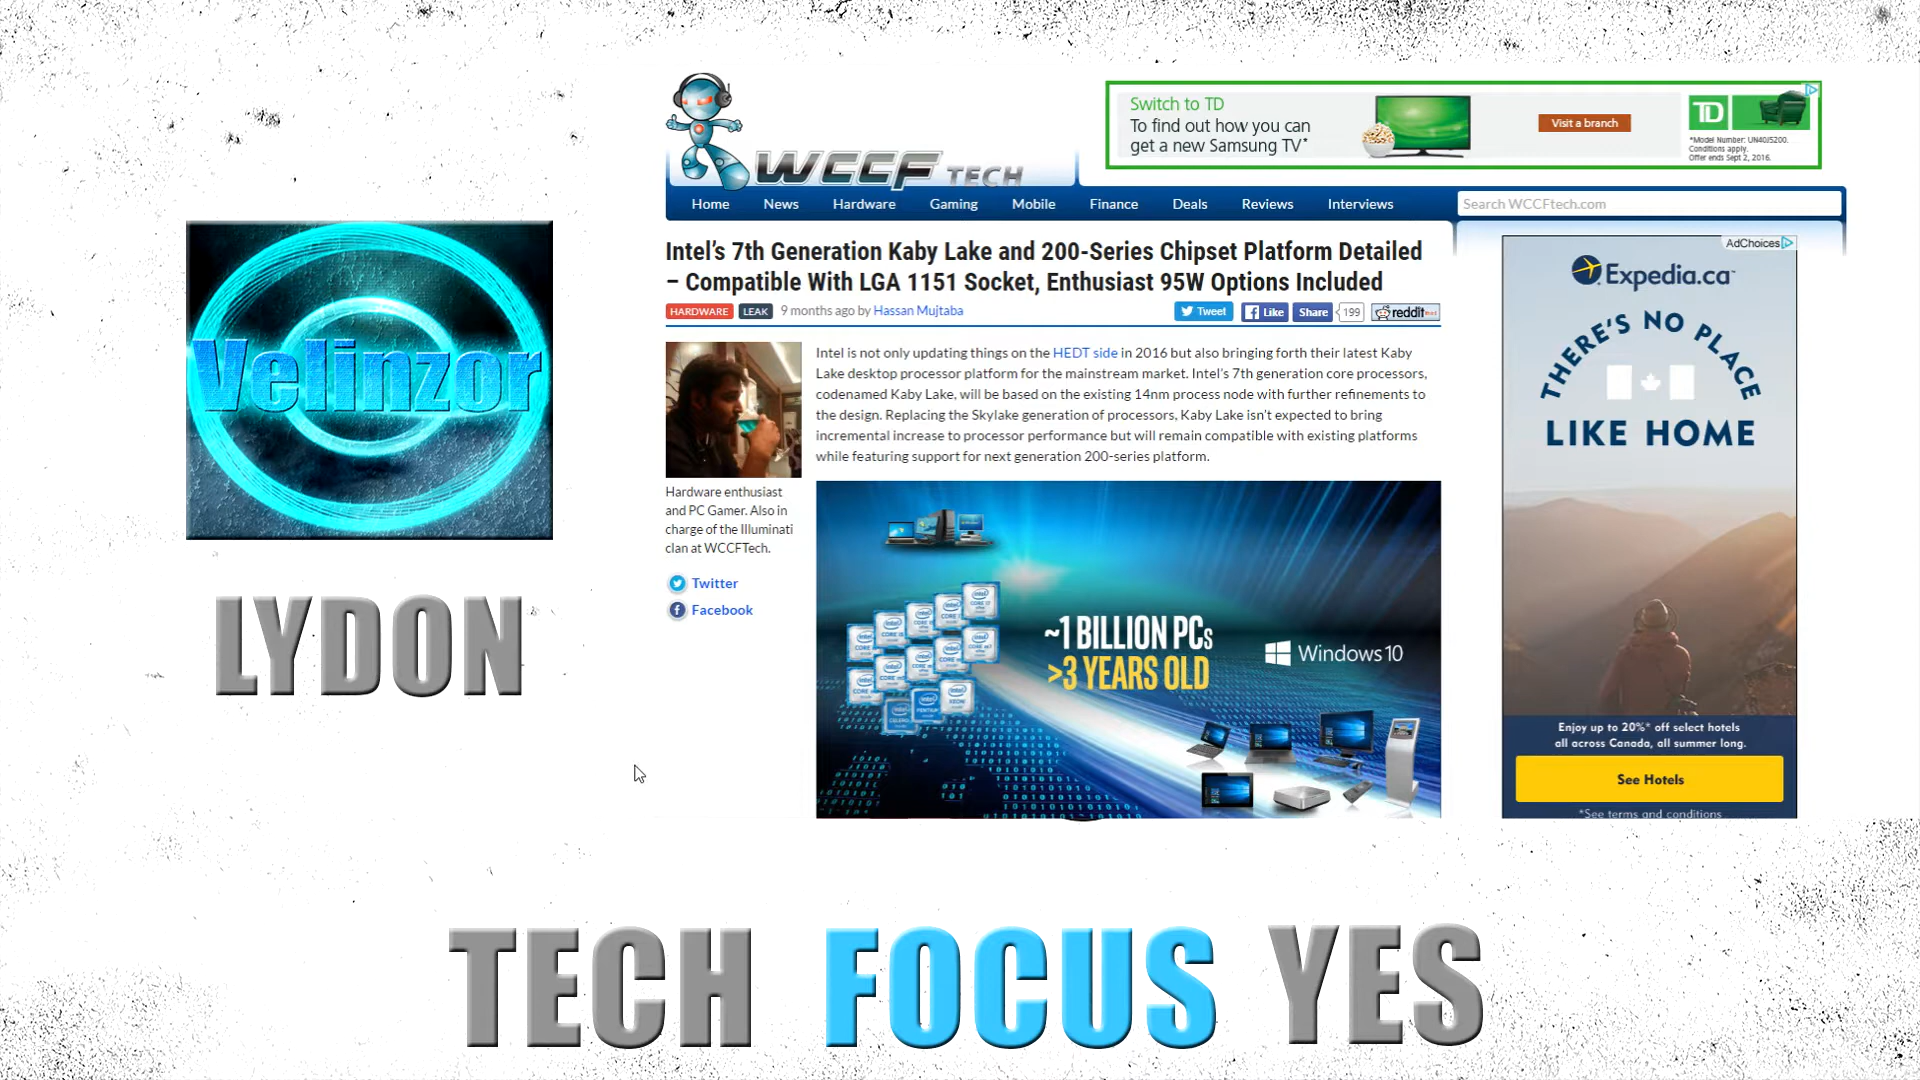 WCCF TECH
Switch to TD
To find out how you can
get a new Samsung TV*
Visit a branch
TD
*Model Number: UN40J5200.
Conditions apply.
Offer ends Sept 2, 2016.
Home News Hardware Gaming Mobile Finance Deals Reviews Interviews
Search WCCFtech.com
Velinzor
LYDON
Intel's 7th Generation Kaby Lake and 200-Series Chipset Platform Detailed
– Compatible With LGA 1151 Socket, Enthusiast 95W Options Included
HARDWARE LEAK 9 months ago by Hassan Mujtaba
Tweet Like Share 199 reddit
Intel is not only updating things on the HEDT side in 2016 but also bringing forth their latest Kaby
Lake desktop processor platform for the mainstream market. Intel's 7th generation core processors,
codenamed Kaby Lake, will be based on the existing 14nm process node with further refinements to
the design. Replacing the Skylake generation of processors, Kaby Lake isn't expected to bring
incremental increase to processor performance but will remain compatible with existing platforms
while featuring support for next generation 200-series platform.
Hardware enthusiast
and PC Gamer. Also in
charge of the Illuminati
clan at WCCFTech.
Twitter
Facebook
~1 BILLION PCs
>3 YEARS OLD
Windows 10
AdChoices
Expedia.ca
THERE'S NO PLACE
LIKE HOME
Enjoy up to 20%* off select hotels
all across Canada, all summer long.
See Hotels
*See terms and conditions
TECH FOCUS YES